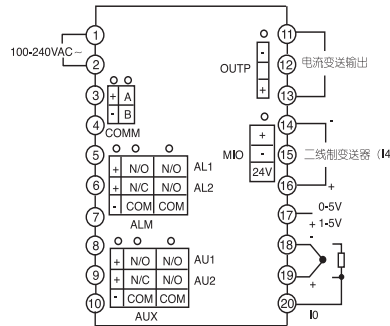 100-240VAC~
1
2
3
4
5
6
7
8
9
10
+ A
- B
COMM
+ N/O N/O AL1
+ N/C N/O AL2
- COM COM
ALM
+ N/O N/O AU1
+ N/C N/O AU2
- COM COM
AUX
OUTP
-
+
MIO
+
-
24V
11
12
13
14
15
16
17
18
19
20
电流变送输出
-
二线制变送器（I4
+
0-5V
+ 1-5V
-
+
I0